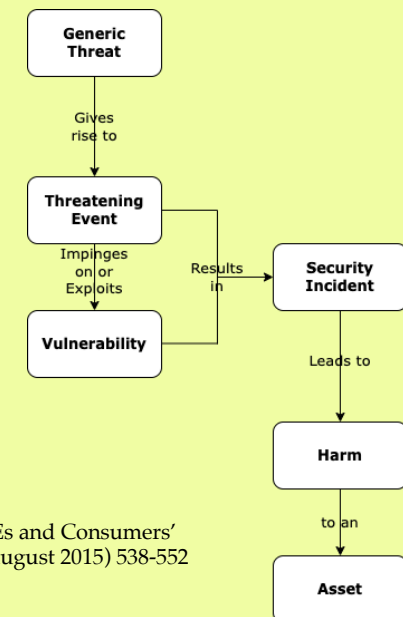 Generic
Threat
Gives
rise to
Threatening
Event
Impinges
on or
Exploits
Results
in
Security
Incident
Vulnerability
Leads to
Harm
Es and Consumers’
ugust 2015) 538-552
to an
Asset